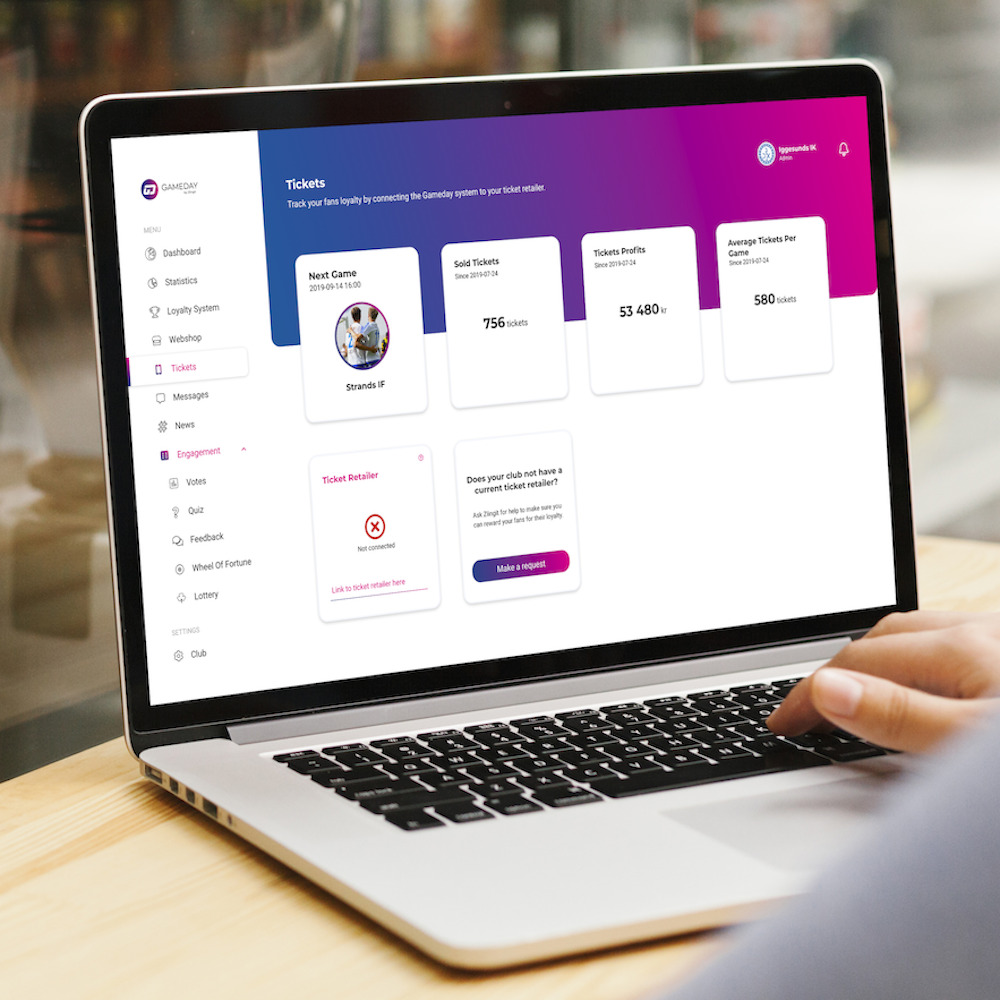 GAMEDAY
MENU
Dashboard
Statistics
Loyalty System
Webshop
Tickets
Messages
News
Engagement
Votes
Quiz
Feedback
Wheel Of Fortune
Lottery
SETTINGS
Club
Tickets
Track your fans loyalty by connecting the Gameday system to your ticket retailer.
Iggesunds IK
Admin
Next Game
2019-09-14 16:00
Strands IF
Sold Tickets
Since 2019-07-24
756 tickets
Tickets Profits
Since 2019-07-24
53 480 kr
Average Tickets Per
Game
Since 2019-07-24
580 tickets
Ticket Retailer
Not connected
Link to ticket retailer here
Does your club not have a
current ticket retailer?
Ask Ziingit for help to make sure you
can reward your fans for their loyalty
Make a request